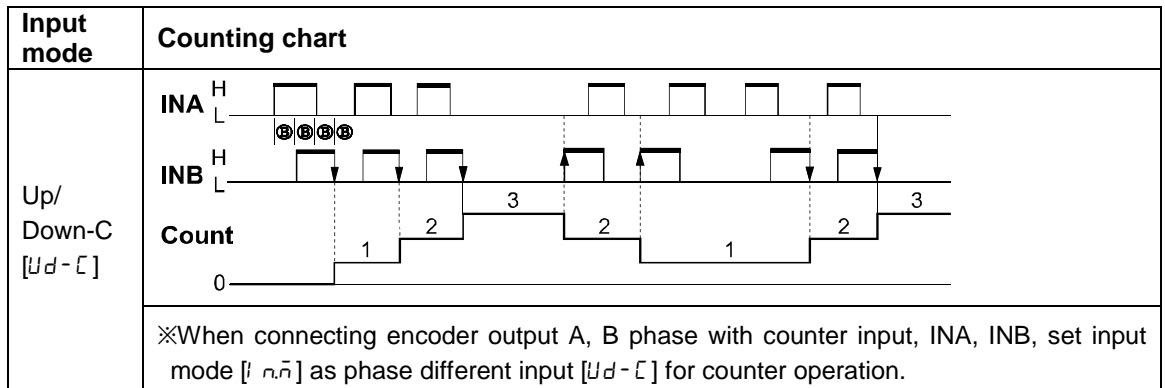 Input mode
Counting chart
Up/
Down-C
[Ud-C]
INA H
L
Ⓑ Ⓑ Ⓑ Ⓑ
INB H
L
Count
0
1
2
3
2
1
2
3
※When connecting encoder output A, B phase with counter input, INA, INB, set input
mode [In.m] as phase different input [Ud-C] for counter operation.